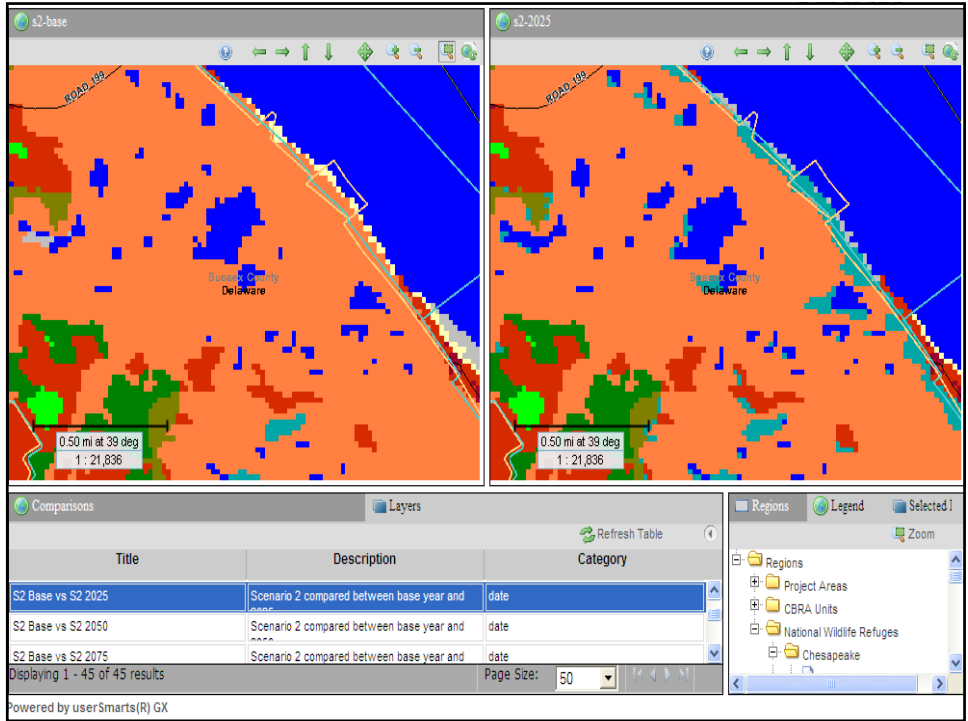 s2-base
s2-2025
ROAD_199
ROAD_199
Sussex County
Delaware
Sussex County
Delaware
0.50 mi at 39 deg
1 : 21,836
0.50 mi at 39 deg
1 : 21,836
Comparisons
Layers
Regions
Legend
Selected I
Refresh Table
Zoom
Title
Description
Category
S2 Base vs S2 2025
Scenario 2 compared between base year and
date
S2 Base vs S2 2050
Scenario 2 compared between base year and
date
S2 Base vs S2 2075
Scenario 2 compared between base year and
date
Regions
Project Areas
CBRA Units
National Wildlife Refuges
Chesapeake
Displaying 1 - 45 of 45 results
Page Size:
50
Powered by userSmarts(R) GX